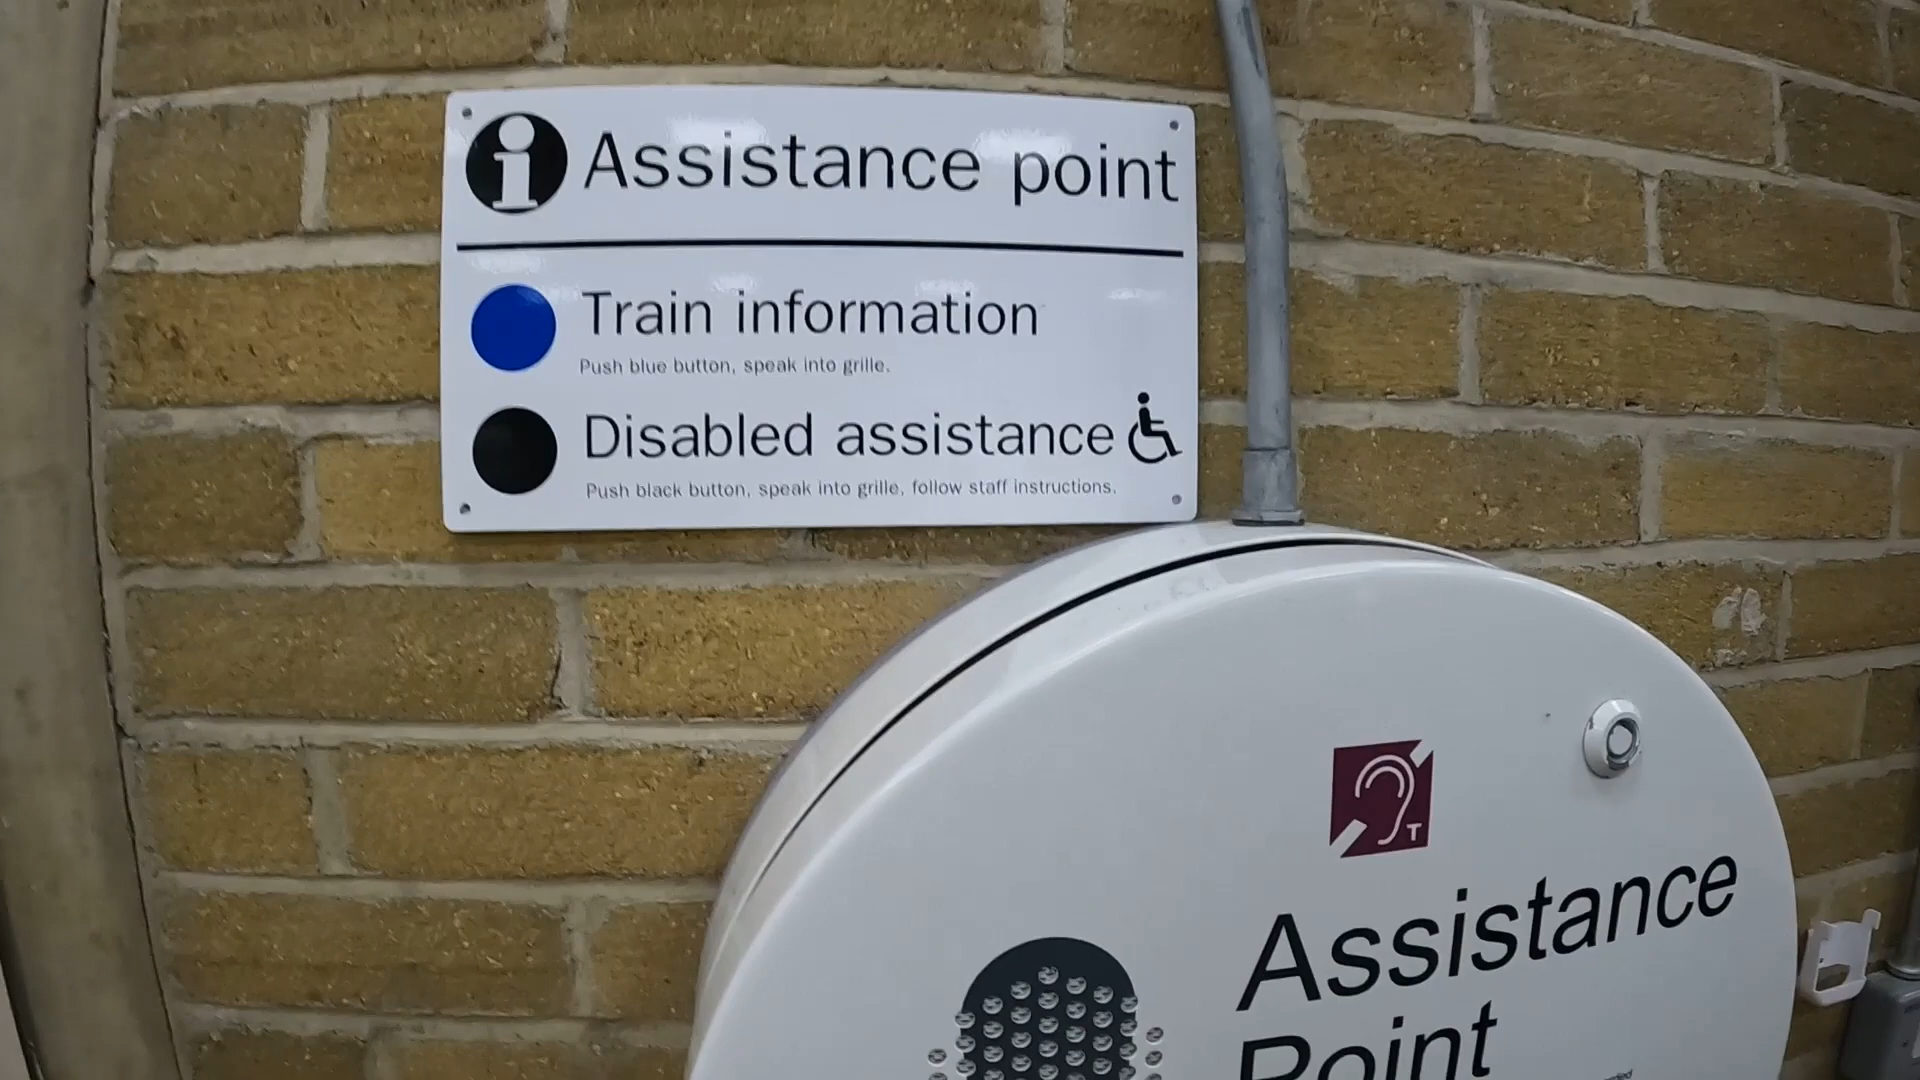 i Assistance point
Train information
Push blue button, speak into grille.
Disabled assistance
Push black button, speak into grille, follow staff instructions.
T
Assistance
Point